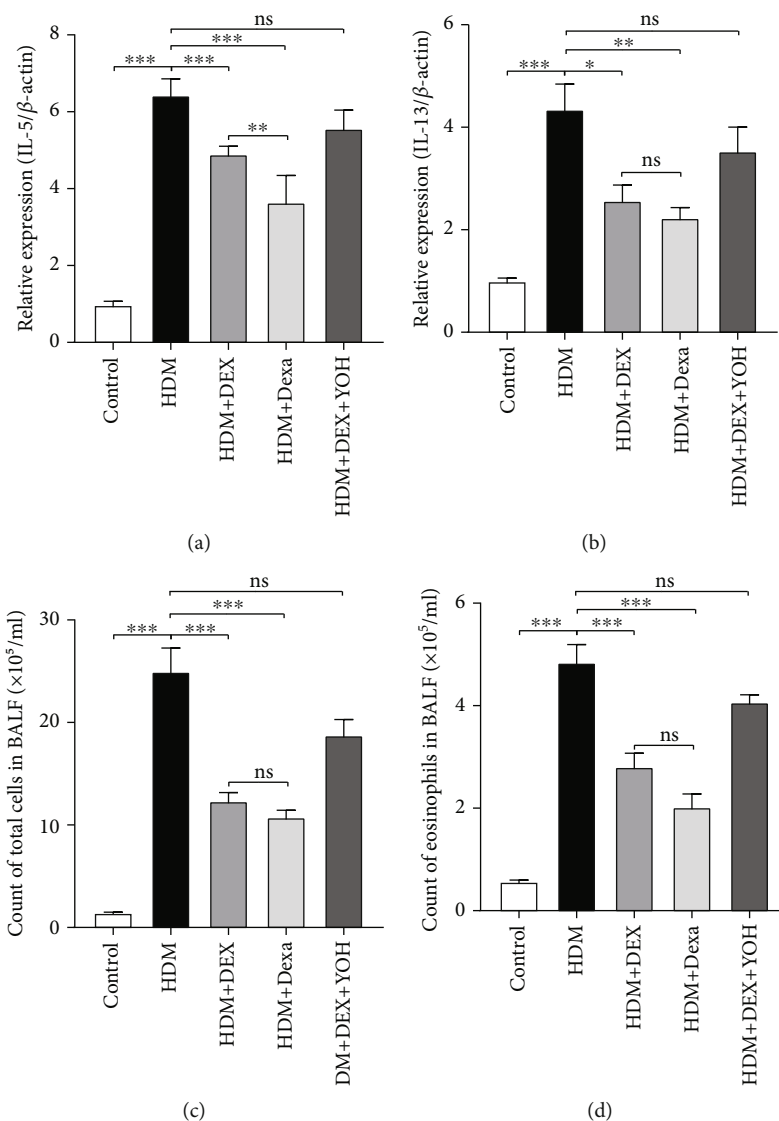 ns
***
*** ***
**
Relative expression (IL-5/β-actin)
8
6
4
2
0
Control
HDM
HDM+DEX
HDM+Dexa
HDM+DEX+YOH
(a)
ns
**
*** *
ns
Relative expression (IL-13/β-actin)
6
4
2
0
Control
HDM
HDM+DEX
HDM+Dexa
HDM+DEX+YOH
(b)
ns
***
*** ***
ns
Count of total cells in BALF (×10⁵/ml)
30
20
10
0
Control
HDM
HDM+DEX
HDM+Dexa
DM+DEX+YOH
(c)
ns
***
*** ***
ns
Count of eosinophils in BALF (×10⁵/ml)
6
4
2
0
Control
HDM
HDM+DEX
HDM+Dexa
HDM+DEX+YOH
(d)